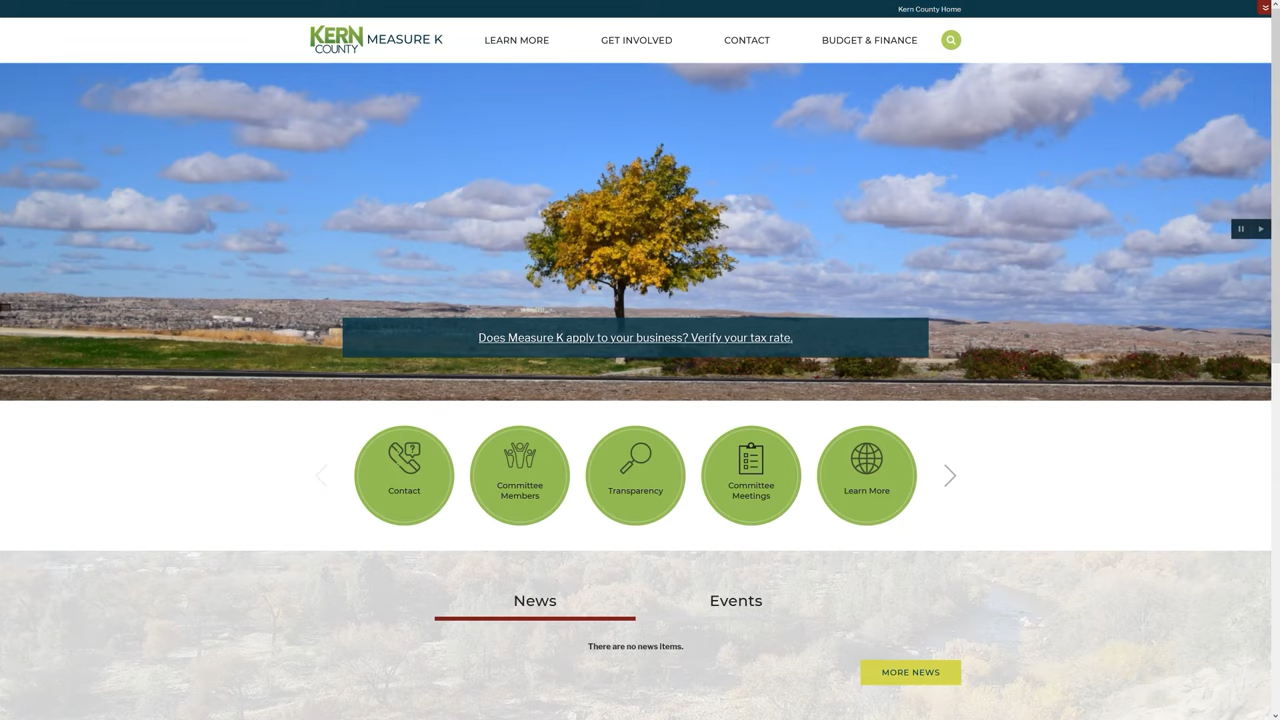 Kern County Home
KERN COUNTY MEASURE K
LEARN MORE
GET INVOLVED
CONTACT
BUDGET & FINANCE
Does Measure K apply to your business? Verify your tax rate.
Contact
Committee
Members
Transparency
Committee
Meetings
Learn More
News
Events
There are no news items.
MORE NEWS